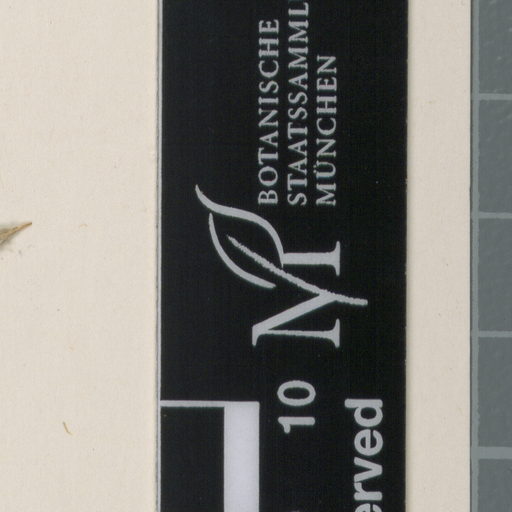 BOTANISCHE
STAATSSAMML
MÜNCHEN
M
10
erved